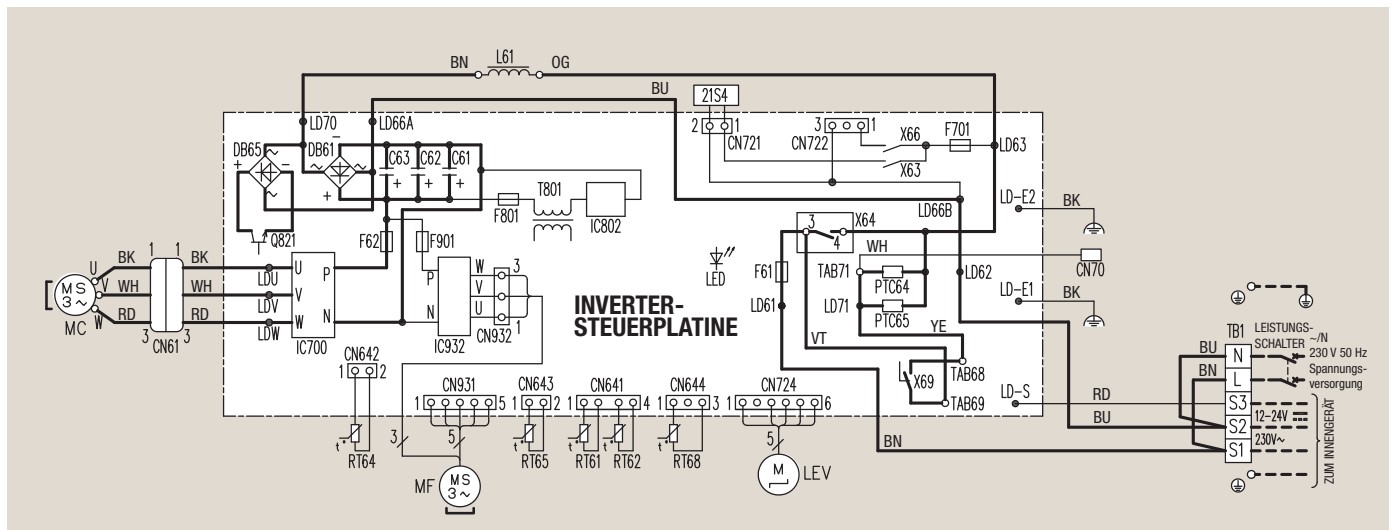 BN L61 OG
BU
21S4
LD70 LD66A
2 1 CN721
3 1 CN722
X66 F701
X63
LD63
DB65 DB61
+ ~ - ~
- ~ ~ +
C63 C62 C61
+ + +
T801
F801
IC802
Q821
F62 F901
LD66B
LD-E2 BK
3 4 X64
WH
LED
F61
TAB71
PTC64
LD62
CN70
LD61
LD71
PTC65
LD-E1 BK
YE
VT
X69
TAB68
TAB69
LD-S
RD
BU
BN
INVERTER-
STEUERPLATINE
MS
3~
MC
U BK
V WH
W RD
1 1
3 3
CN61
BK LDU U P
WH LDV V
RD LDW W N
IC700
P W 3
V
N U 1
IC932
CN932
CN642
1 2
CN931
1 5
CN643
1 2
CN641
1 4
CN644
1 3
CN724
1 6
t° RT64
3
5
t° RT65
t° RT61
t° RT62
t° RT68
5
MF
MS
3~
M
LEV
TB1
LEISTUNGS-
SCHALTER
BU N
BN L
~/N
230 V 50 Hz
Spannungs-
versorgung
S3
12–24V
S2
230V~
S1
ZUM INNENGERÄT